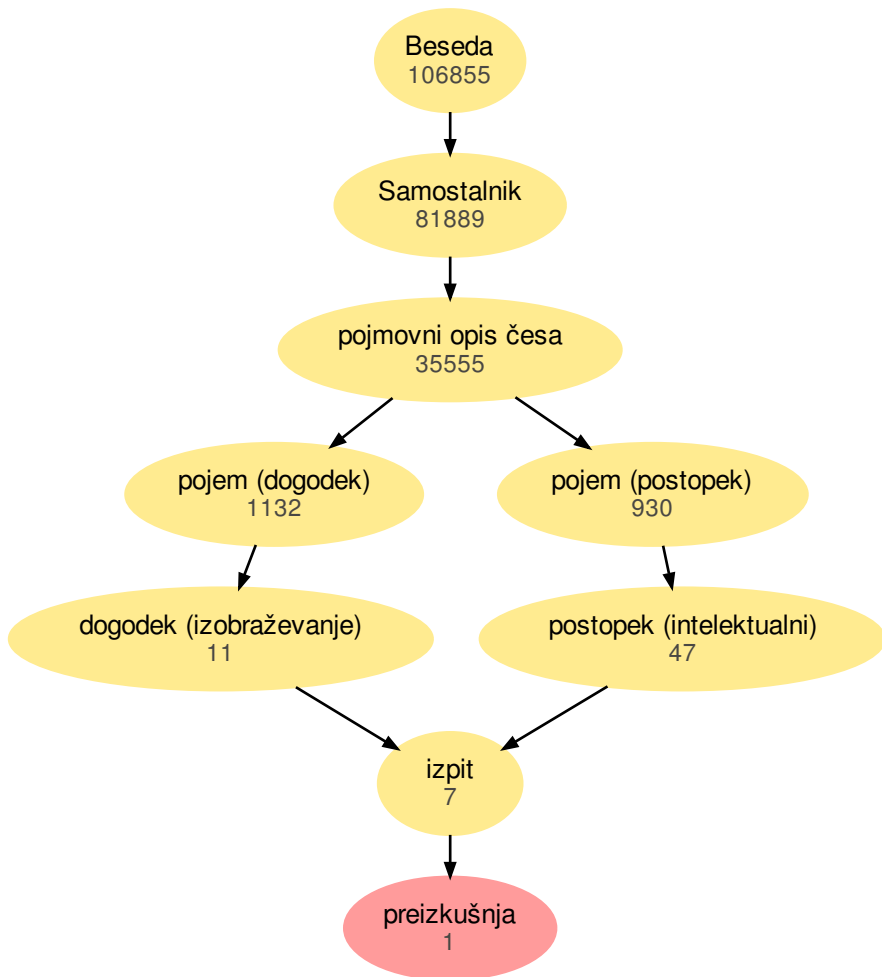 Beseda
106855
Samostalnik
81889
pojmovni opis česa
35555
pojem (dogodek)
1132
pojem (postopek)
930
dogodek (izobraževanje)
11
postopek (intelektualni)
47
izpit
7
preizkušnja
1